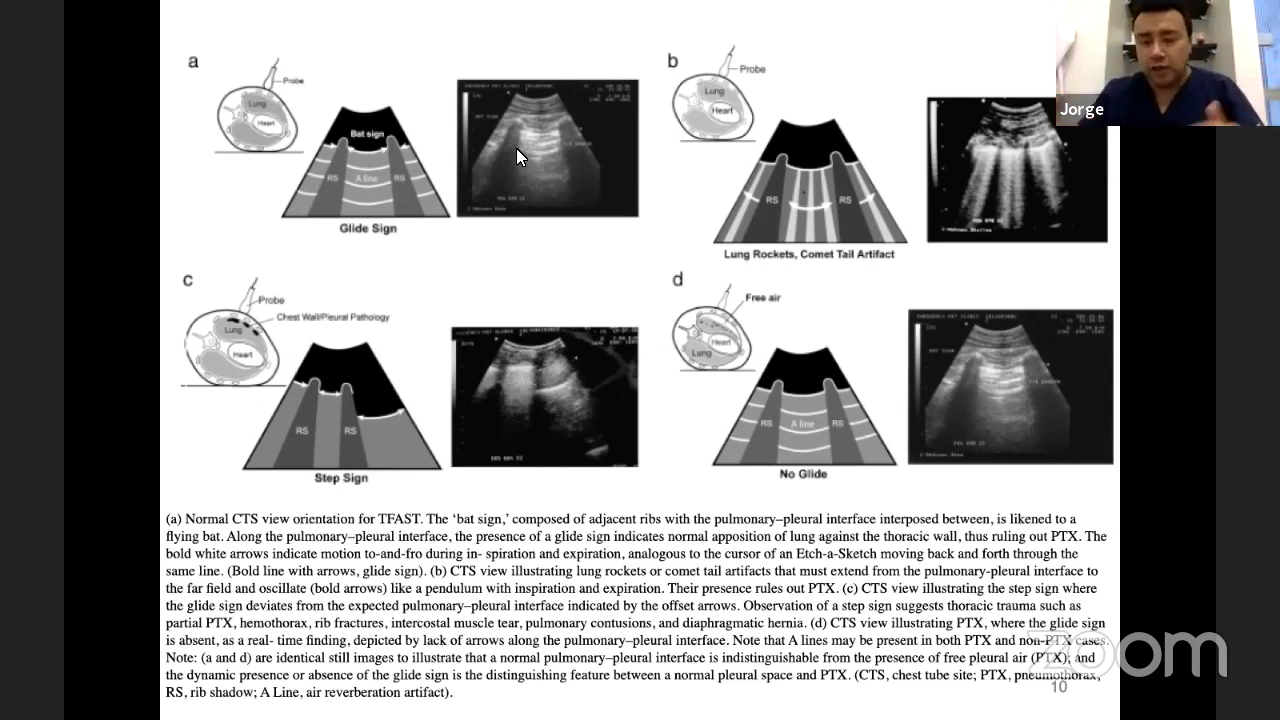 a
Probe
Lung
Heart
Bat sign
RS
A line
RS
Glide Sign
b
Probe
Lung
Heart
RS
RS
Lung Rockets, Comet Tail Artifact
Jorge
c
Probe
Chest Wall/Pleural Pathology
Lung
Heart
RS
RS
Step Sign
d
Free air
Heart
Lung
RS
A line
RS
No Glide
(a) Normal CTS view orientation for TFAST. The ‘bat sign,’ composed of adjacent ribs with the pulmonary–pleural interface interposed between, is likened to a
flying bat. Along the pulmonary–pleural interface, the presence of a glide sign indicates normal apposition of lung against the thoracic wall, thus ruling out PTX. The
bold white arrows indicate motion to-and-fro during in- spiration and expiration, analogous to the cursor of an Etch-a-Sketch moving back and forth through the
same line. (Bold line with arrows, glide sign). (b) CTS view illustrating lung rockets or comet tail artifacts that must extend from the pulmonary-pleural interface to
the far field and oscillate (bold arrows) like a pendulum with inspiration and expiration. Their presence rules out PTX. (c) CTS view illustrating the step sign where
the glide sign deviates from the expected pulmonary–pleural interface indicated by the offset arrows. Observation of a step sign suggests thoracic trauma such as
partial PTX, hemothorax, rib fractures, intercostal muscle tear, pulmonary contusions, and diaphragmatic hernia. (d) CTS view illustrating PTX, where the glide sign
is absent, as a real- time finding, depicted by lack of arrows along the pulmonary–pleural interface. Note that A lines may be present in both PTX and non-PTX cases.
Note: (a and d) are identical still images to illustrate that a normal pulmonary–pleural interface is indistinguishable from the presence of free pleural air (PTX); and
the dynamic presence or absence of the glide sign is the distinguishing feature between a normal pleural space and PTX. (CTS, chest tube site; PTX, pneumothorax,
RS, rib shadow; A Line, air reverberation artifact).
zoom
10